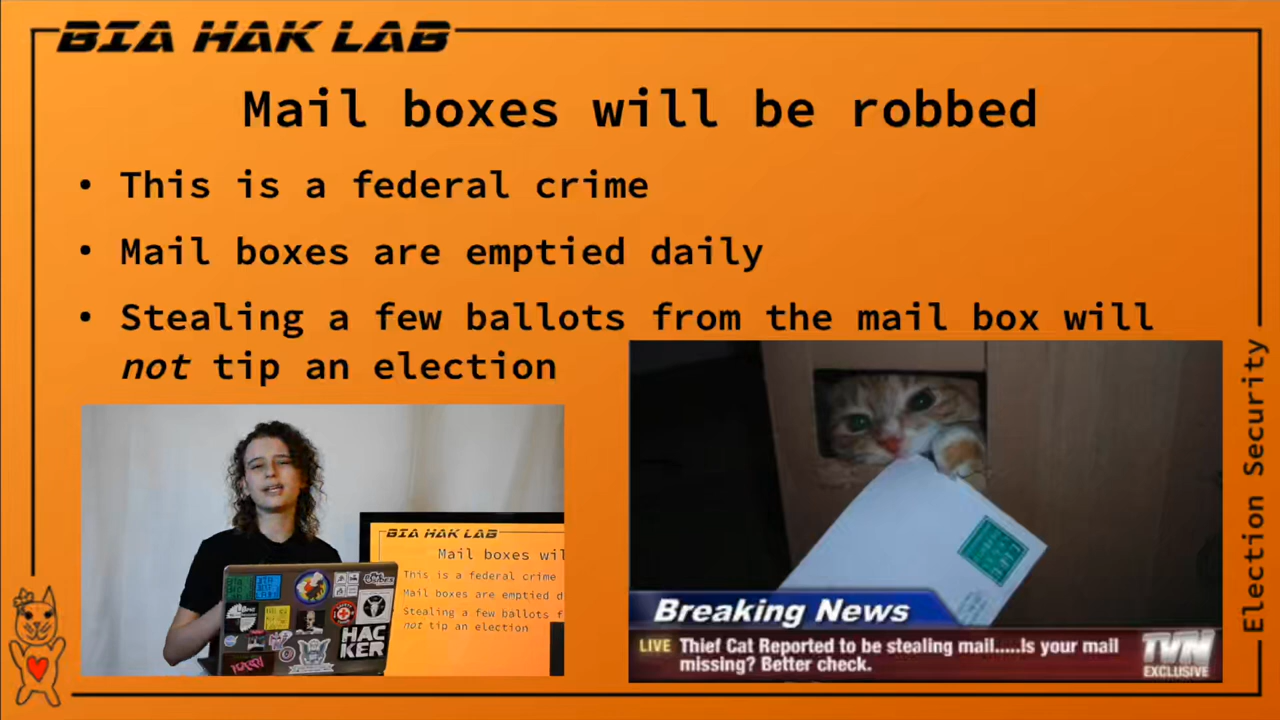 BIA HAK LAB
Mail boxes will be robbed
• This is a federal crime
• Mail boxes are emptied daily
• Stealing a few ballots from the mail box will
not tip an election
Election Security
BIA HAK LAB
Mail boxes wil
This is a federal crime
Mail boxes are emptied d
Stealing a few ballots f
not tip an election
HAC
KER
Breaking News
LIVE Thief Cat Reported to be stealing mail.....Is your mail
missing? Better check.
TVN
EXCLUSIVE